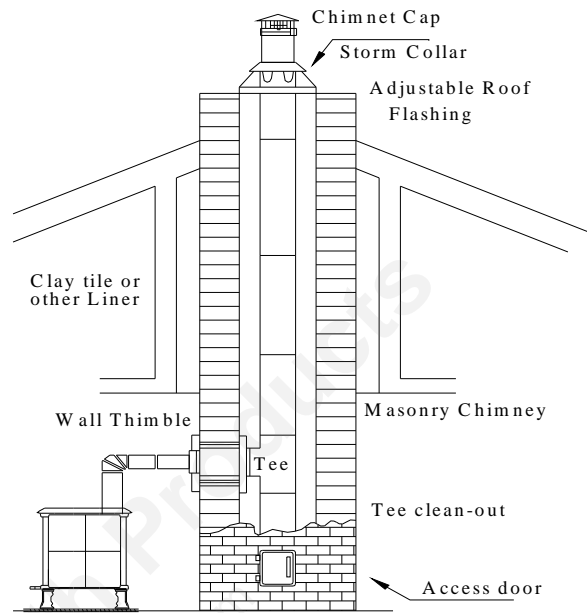 Chimnet Cap
Storm Collar
Adjustable Roof
Flashing
Clay tile or
other Liner
Wall Thimble
Masonry Chimney
Tee
Tee clean-out
Access door
Products